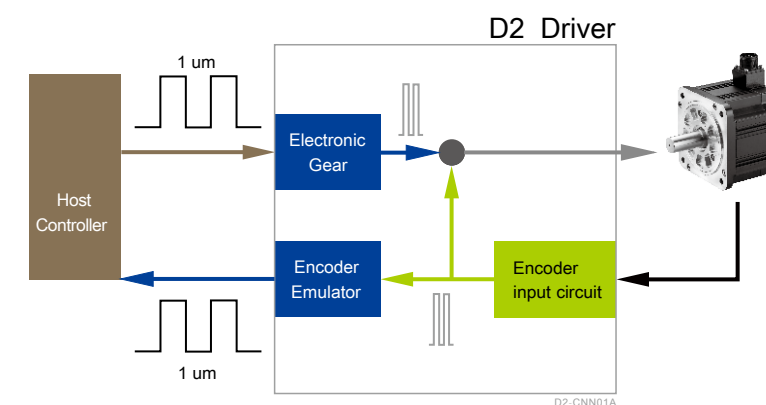 D2 Driver
1 um
Electronic
Gear
Host
Controller
Encoder
Emulator
Encoder
input circuit
1 um
D2-CNN01A